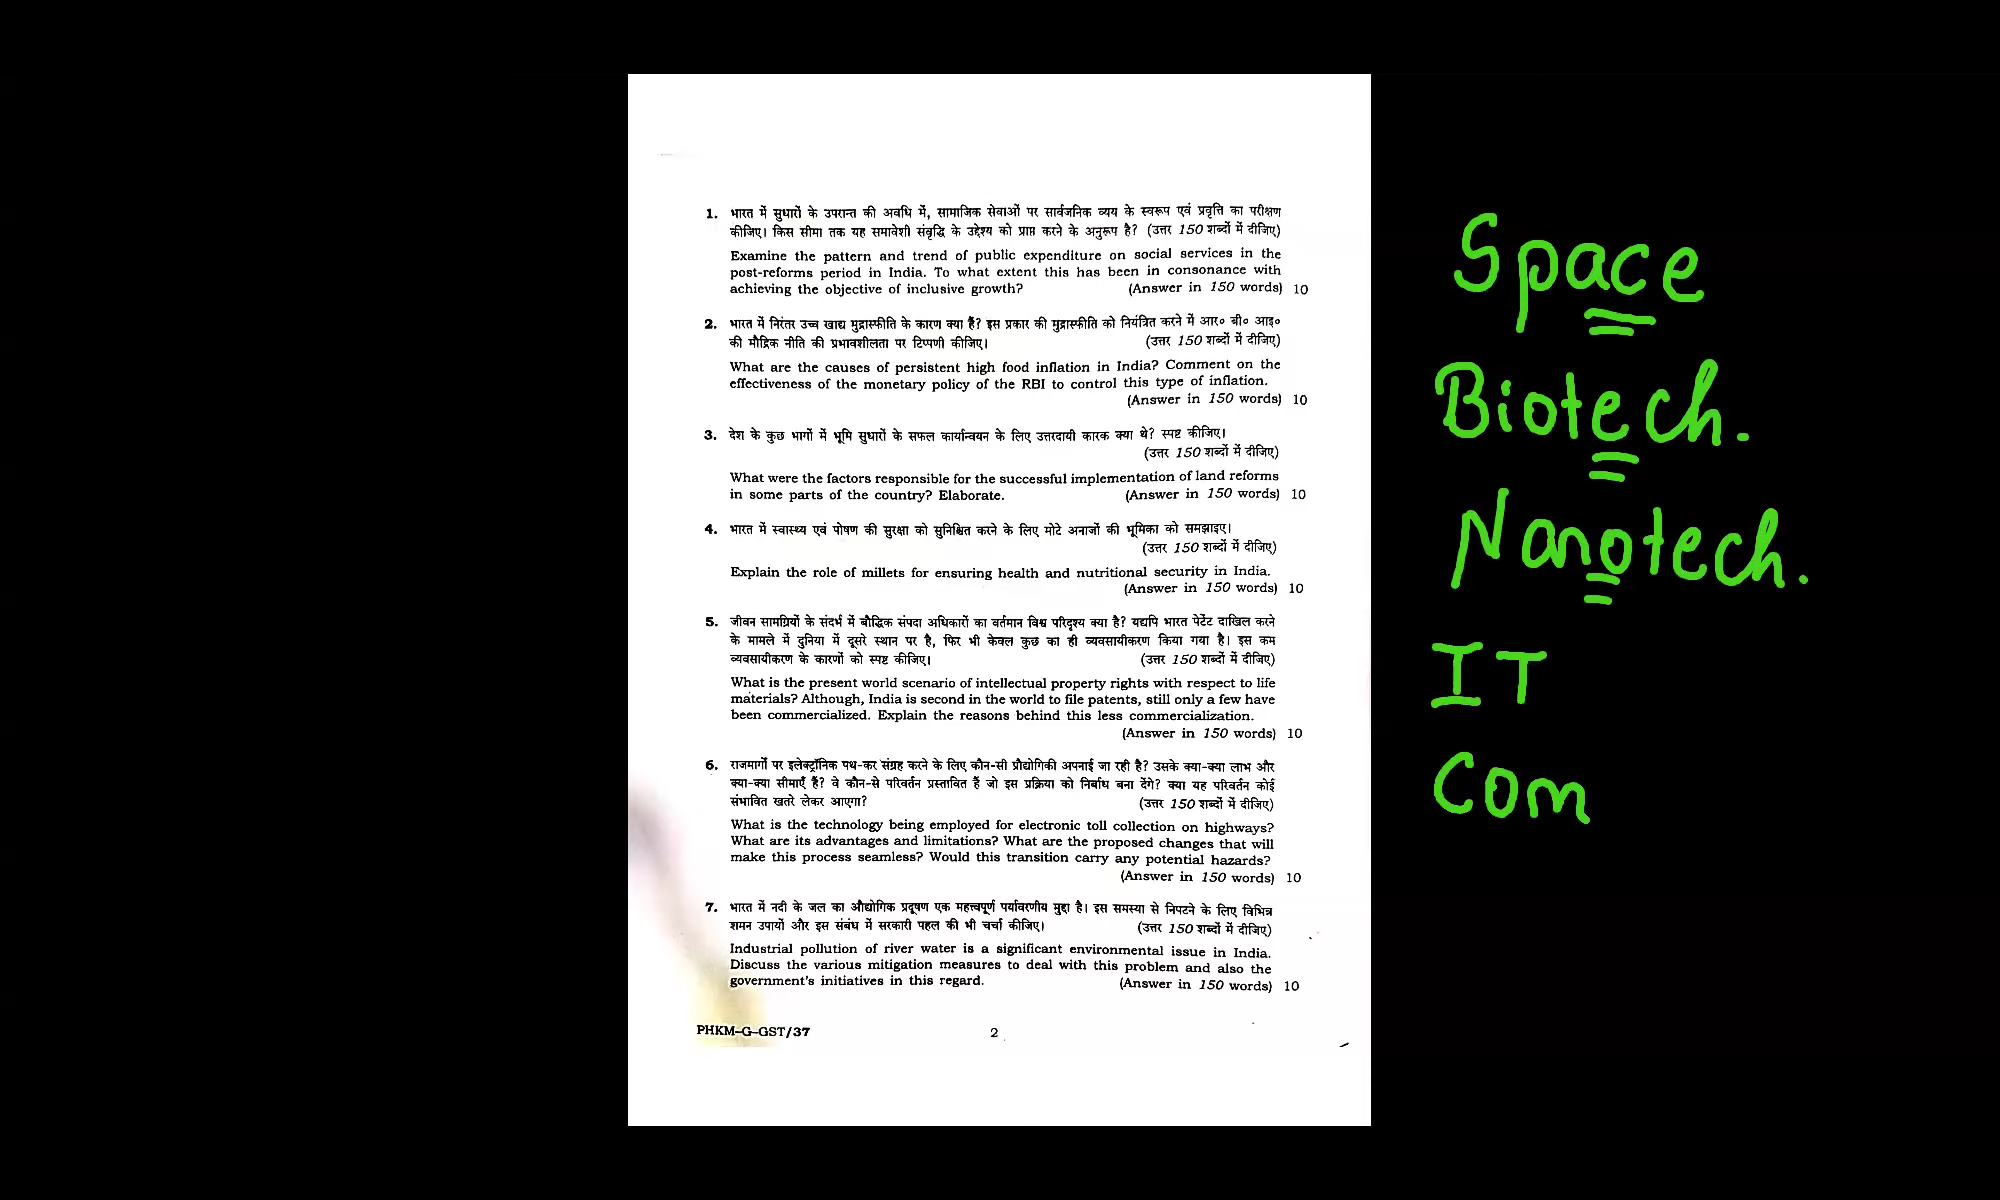 1. भारत में सुधारों के उपरान्त की अवधि में, सामाजिक सेवाओं पर सार्वजनिक व्यय के स्वरूप एवं प्रवृत्ति का परीक्षण
कीजिए। किस सीमा तक यह समावेशी संवृद्धि के उद्देश्य को प्राप्त करने के अनुरूप है? (उत्तर 150 शब्दों में दीजिए)
Examine the pattern and trend of public expenditure on social services in the
post-reforms period in India. To what extent this has been in consonance with
achieving the objective of inclusive growth? (Answer in 150 words) 10
2. भारत में निरंतर उच्च खाद्य मुद्रास्फीति के कारण क्या हैं? इस प्रकार की मुद्रास्फीति को नियंत्रित करने में आर० बी० आइ०
की मौद्रिक नीति की प्रभावशीलता पर टिप्पणी कीजिए। (उत्तर 150 शब्दों में दीजिए)
What are the causes of persistent high food inflation in India? Comment on the
effectiveness of the monetary policy of the RBI to control this type of inflation.
(Answer in 150 words) 10
3. देश के कुछ भागों में भूमि सुधारों के सफल कार्यान्वयन के लिए उत्तरदायी कारक क्या थे? स्पष्ट कीजिए।
(उत्तर 150 शब्दों में दीजिए)
What were the factors responsible for the successful implementation of land reforms
in some parts of the country? Elaborate. (Answer in 150 words) 10
4. भारत में स्वास्थ्य एवं पोषण की सुरक्षा को सुनिश्चित करने के लिए मोटे अनाजों की भूमिका को समझाइए।
(उत्तर 150 शब्दों में दीजिए)
Explain the role of millets for ensuring health and nutritional security in India.
(Answer in 150 words) 10
5. जीवन सामग्रियों के संदर्भ में बौद्धिक संपदा अधिकारों का वर्तमान विश्व परिदृश्य क्या है? यद्यपि भारत पेटेंट दाखिल करने
के मामले में दुनिया में दूसरे स्थान पर है, फिर भी केवल कुछ का ही व्यवसायीकरण किया गया है। इस कम
व्यवसायीकरण के कारणों को स्पष्ट कीजिए। (उत्तर 150 शब्दों में दीजिए)
What is the present world scenario of intellectual property rights with respect to life
materials? Although, India is second in the world to file patents, still only a few have
been commercialized. Explain the reasons behind this less commercialization.
(Answer in 150 words) 10
6. राजमार्गों पर इलेक्ट्रॉनिक पथ-कर संग्रह करने के लिए कौन-सी प्रौद्योगिकी अपनाई जा रही है? उसके क्या-क्या लाभ और
क्या-क्या सीमाएँ हैं? वे कौन-से परिवर्तन प्रस्तावित हैं जो इस प्रक्रिया को निर्बाध बना देंगे? क्या यह परिवर्तन कोई
संभावित खतरे लेकर आएगा? (उत्तर 150 शब्दों में दीजिए)
What is the technology being employed for electronic toll collection on highways?
What are its advantages and limitations? What are the proposed changes that will
make this process seamless? Would this transition carry any potential hazards?
(Answer in 150 words) 10
7. भारत में नदी के जल का औद्योगिक प्रदूषण एक महत्त्वपूर्ण पर्यावरणीय मुद्दा है। इस समस्या से निपटने के लिए विभिन्न
शमन उपायों और इस संबंध में सरकारी पहल की भी चर्चा कीजिए। (उत्तर 150 शब्दों में दीजिए)
Industrial pollution of river water is a significant environmental issue in India.
Discuss the various mitigation measures to deal with this problem and also the
government's initiatives in this regard. (Answer in 150 words) 10
PHKM-G-GST/37 2
Space
Biotech.
Nanotech.
IT
Com